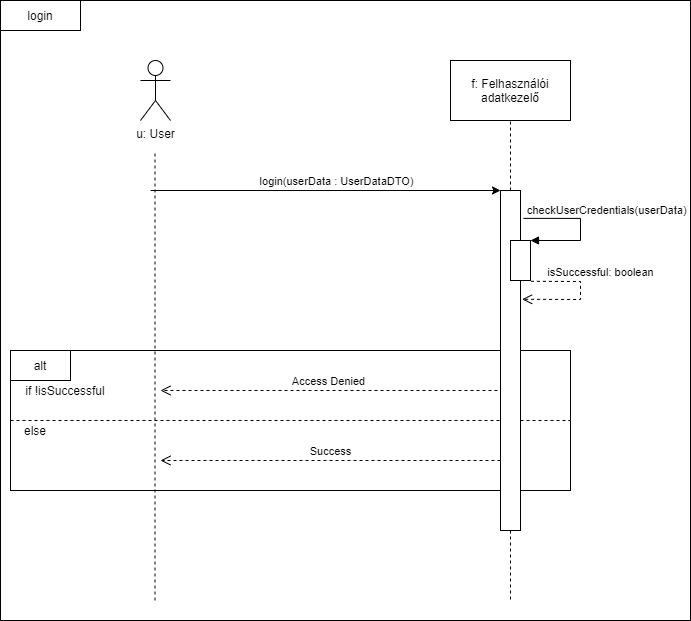 login
f: Felhasználói
adatkezelő
u: User
login(userData : UserDataDTO)
checkUserCredentials(userData)
isSuccessful: boolean
alt
if !isSuccessful
Access Denied
else
Success